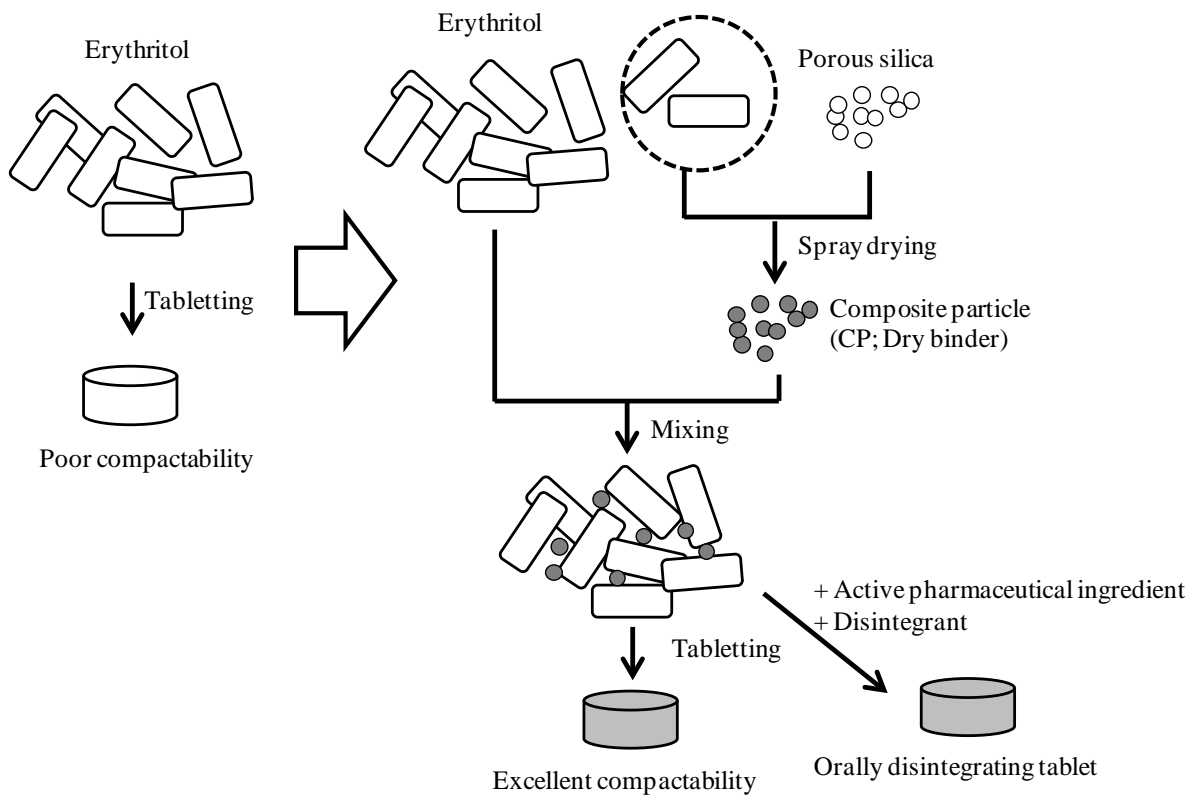 Erythritol
Tabletting
Poor compactability
Erythritol
Porous silica
Spray drying
Composite particle
(CP; Dry binder)
Mixing
Tabletting
Excellent compactability
+ Active pharmaceutical ingredient
+ Disintegrant
Orally disintegrating tablet